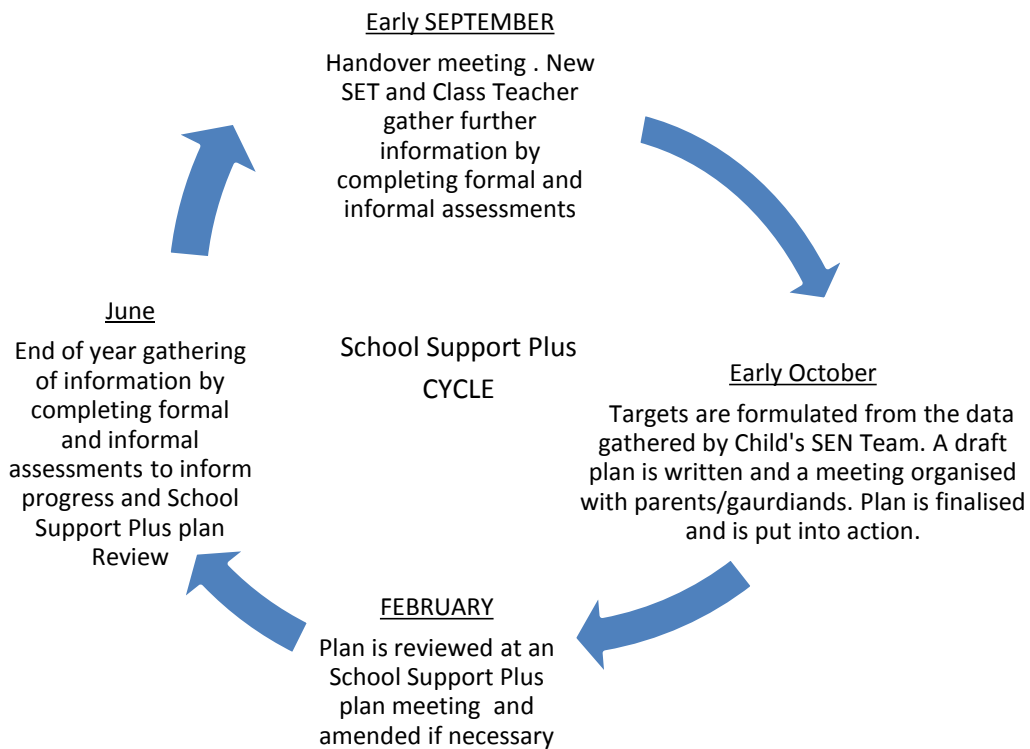 Early SEPTEMBER
Handover meeting . New
SET and Class Teacher
gather further
information by
completing formal and
informal assessments
School Support Plus
CYCLE
Early October
Targets are formulated from the data
gathered by Child's SEN Team. A draft
plan is written and a meeting organised
with parents/gaurdiands. Plan is finalised
and is put into action.
FEBRUARY
Plan is reviewed at an
School Support Plus
plan meeting  and
amended if necessary
June
End of year gathering
of information by
completing formal
and informal
assessments to inform
progress and School
Support Plus plan
Review